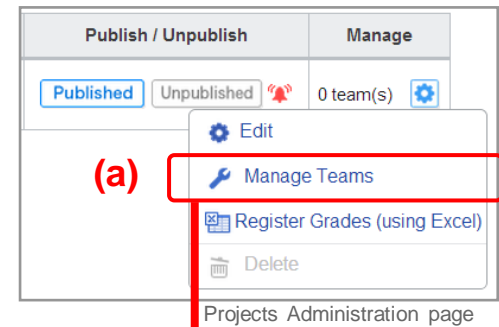 Publish / Unpublish Manage
Published Unpublished 0 team(s)
Edit
(a) Manage Teams
Register Grades (using Excel)
Delete
Projects Administration page